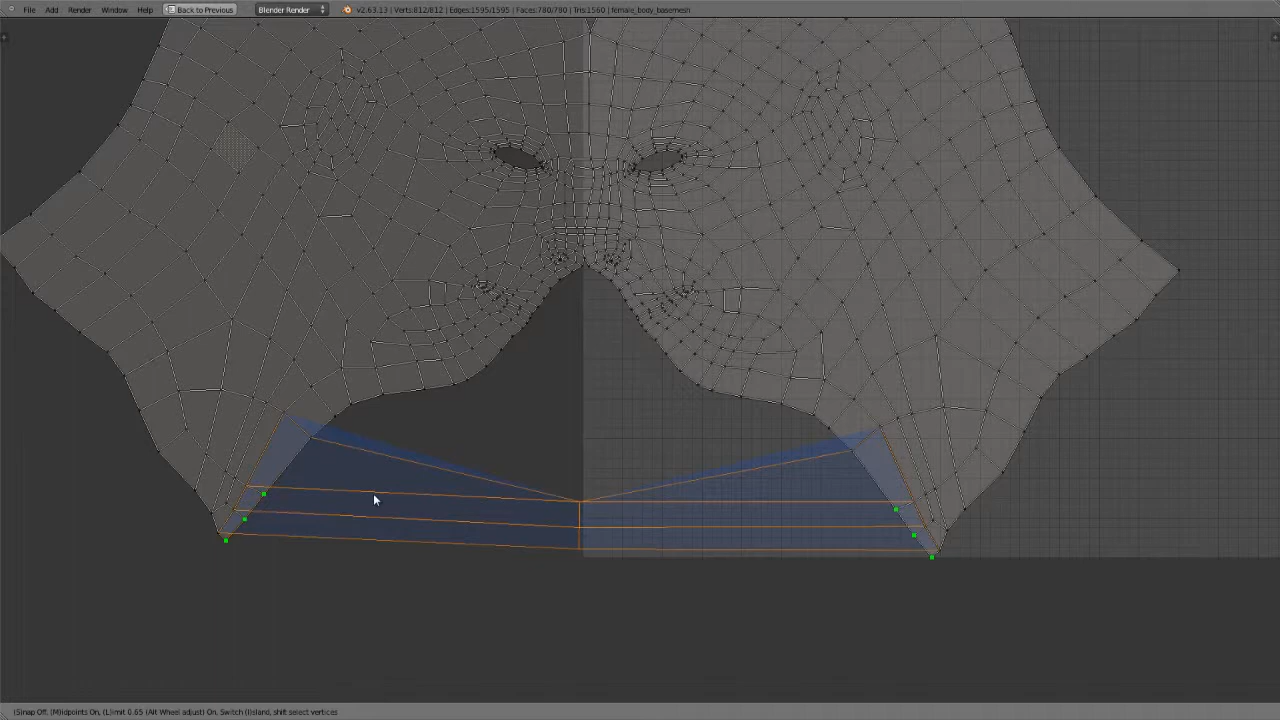 File Add Render Window Help Back to Previous Blender Render v2.63.13 | Verts:812/812 | Edges:1595/1595 | Faces:780/780 | Tris:1560 | female_body_basemesh
(S)nap Off, (M)idpoints On, (L)imit 0.65 (Alt Wheel adjust) On, Switch (I)sland, shift select vertices